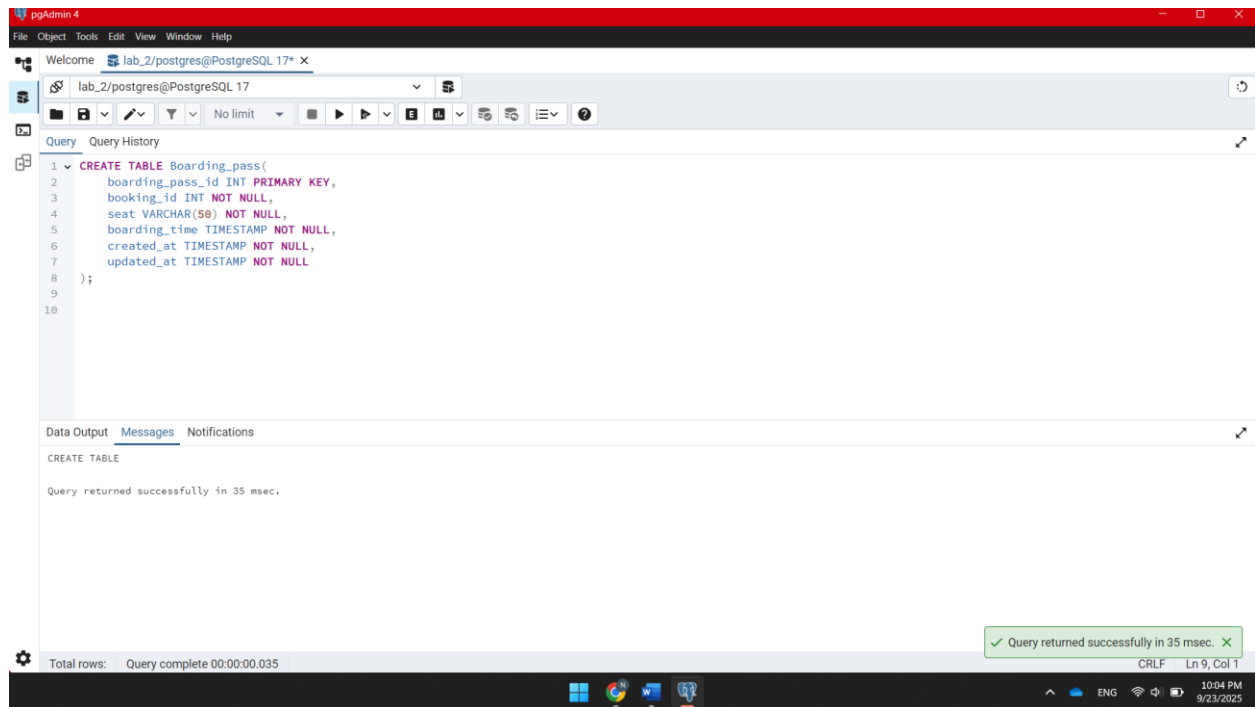 pgAdmin 4
File Object Tools Edit View Window Help
Welcome lab_2/postgres@PostgreSQL 17*
lab_2/postgres@PostgreSQL 17
No limit
Query Query History
1 CREATE TABLE Boarding_pass(
2 boarding_pass_id INT PRIMARY KEY,
3 booking_id INT NOT NULL,
4 seat VARCHAR(50) NOT NULL,
5 boarding_time TIMESTAMP NOT NULL,
6 created_at TIMESTAMP NOT NULL,
7 updated_at TIMESTAMP NOT NULL
8 );
9
10
Data Output Messages Notifications
CREATE TABLE
Query returned successfully in 35 msec.
Query returned successfully in 35 msec.
Total rows: Query complete 00:00:00.035 CRLF Ln 9, Col 1
ENG 10:04 PM
9/23/2025